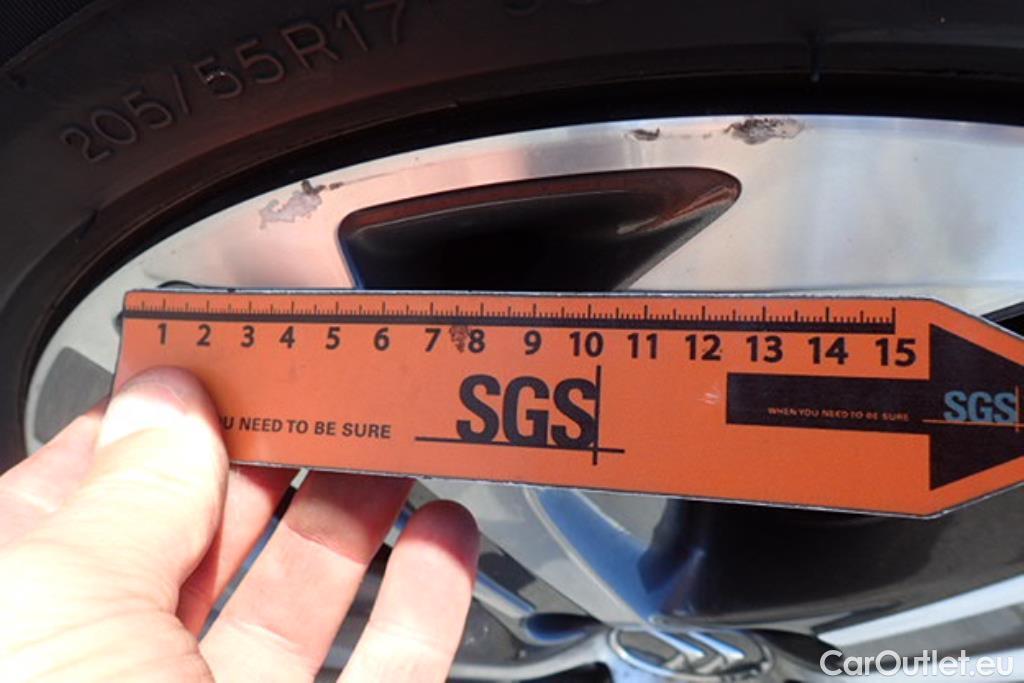 205/55R17
1 2 3 4 5 6 7 8 9 10 11 12 13 14 15
SGS
WHEN YOU NEED TO BE SURE
SGS
U NEED TO BE SURE
CarOutlet.eu